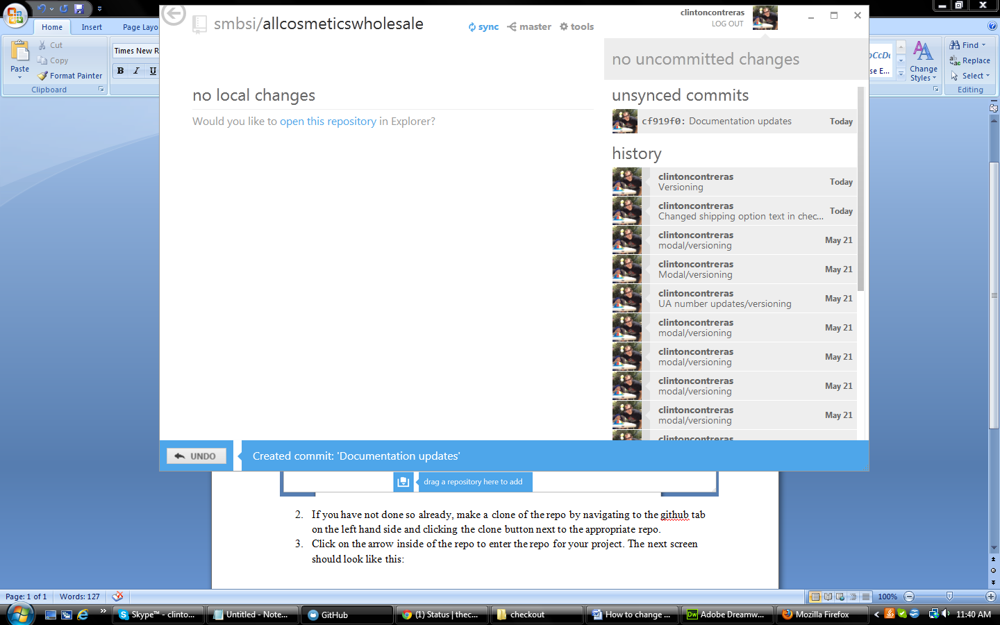 Home
Insert
Page Layo
Paste
Cut
Copy
Format Painter
Clipboard
Times New R
B I U
smbsi/allcosmeticswholesale
sync
master
tools
clintoncontreras
LOG OUT
no uncommitted changes
no local changes
Would you like to open this repository in Explorer?
unsynced commits
cf919f0: Documentation updates
Today
history
clintoncontreras
Versioning
Today
clintoncontreras
Changed shipping option text in chec...
Today
clintoncontreras
modal/versioning
May 21
clintoncontreras
Modal/versioning
May 21
clintoncontreras
UA number updates/versioning
May 21
clintoncontreras
modal/versioning
May 21
clintoncontreras
modal/versioning
May 21
clintoncontreras
modal/versioning
May 21
clintoncontreras
modal/versioning
May 21
clintoncontreras
UNDO
Created commit: 'Documentation updates'
se E...
Change
Styles
Find
Replace
Select
Editing
drag a repository here to add
2. If you have not done so already, make a clone of the repo by navigating to the github tab
on the left hand side and clicking the clone button next to the appropriate repo.
3. Click on the arrow inside of the repo to enter the repo for your project. The next screen
should look like this:
Page: 1 of 1
Words: 127
100%
Skype™ - clinto...
Untitled - Note...
GitHub
(1) Status | thec...
checkout
How to change ...
Adobe Dreamw...
Mozilla Firefox
11:40 AM